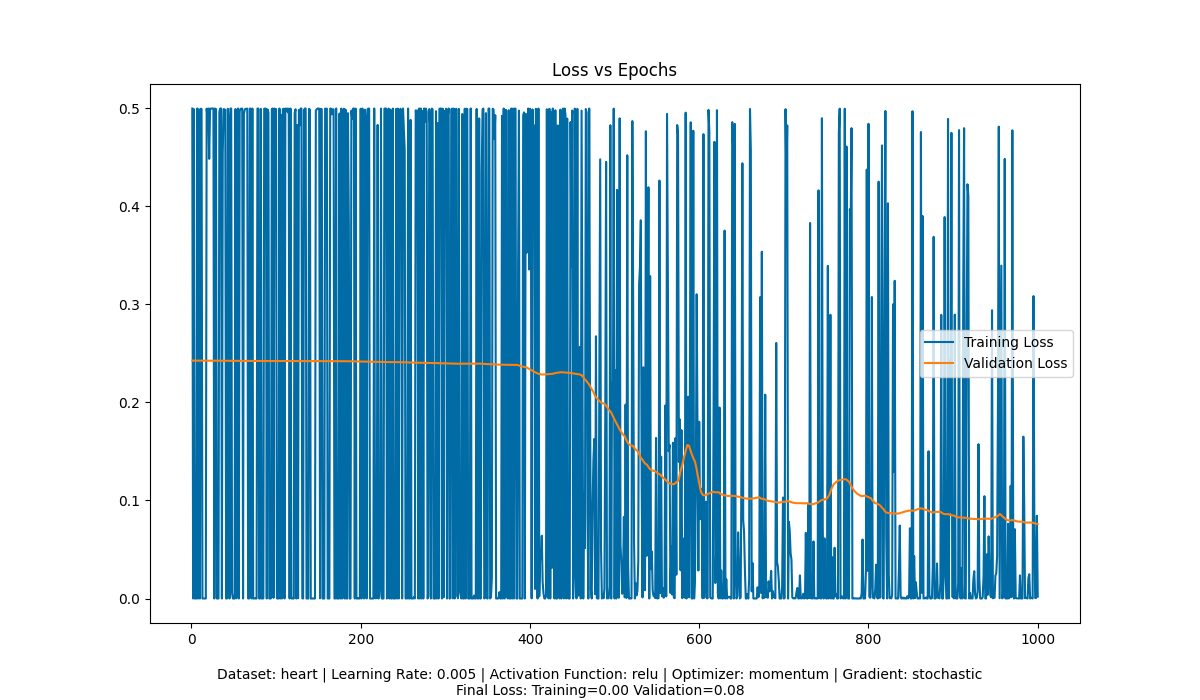 Loss vs Epochs
0.5
0.4
0.3
0.2
0.1
0.0
Training Loss
Validation Loss
0
200
400
600
800
1000
Dataset: heart | Learning Rate: 0.005 | Activation Function: relu | Optimizer: momentum | Gradient: stochastic
Final Loss: Training=0.00 Validation=0.08